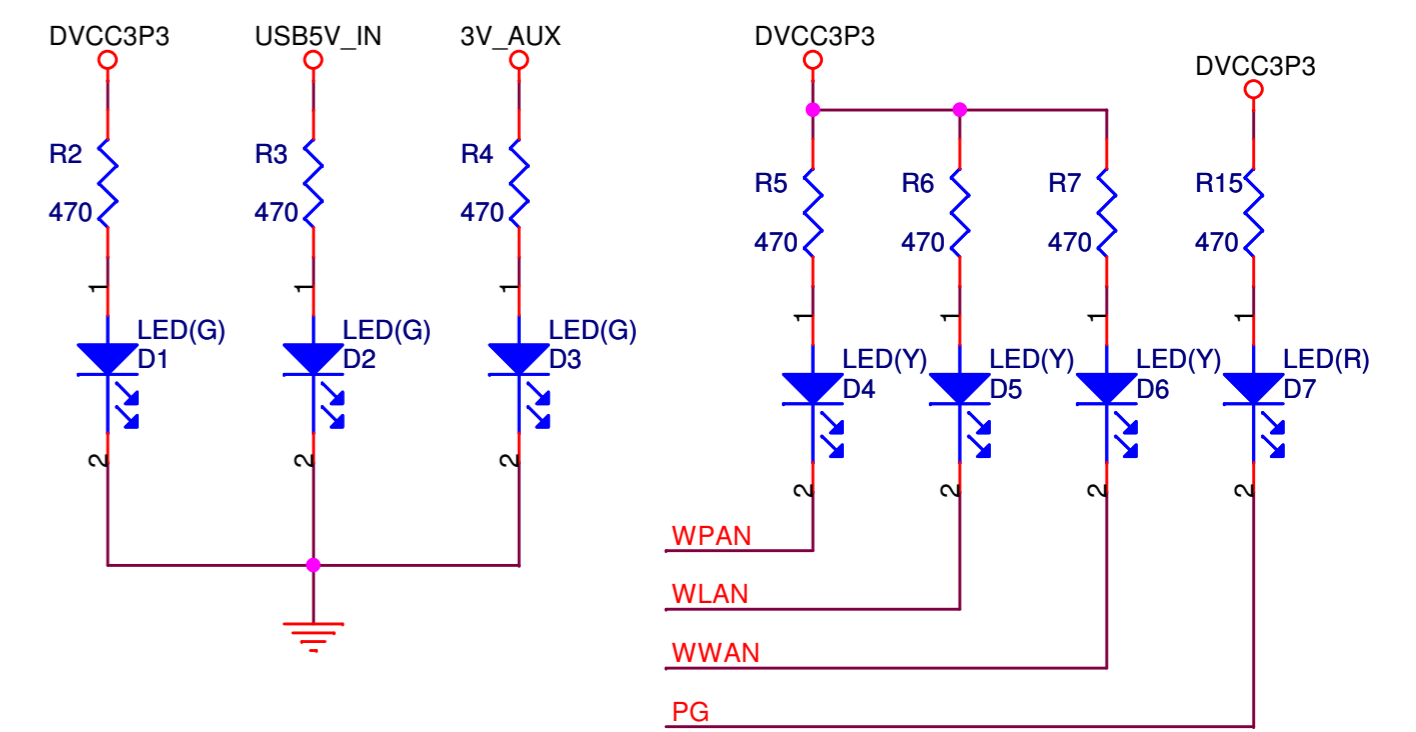 DVCC3P3 USB5V_IN 3V_AUX DVCC3P3
DVCC3P3
R2 R3 R4
R5 R6 R7 R15
470 470 470
470 470 470 470
1 1 1
1 1 1 1
LED(G) LED(G) LED(G)
D1 D2 D3
LED(Y) LED(Y) LED(Y) LED(R)
D4 D5 D6 D7
2 2 2
2 2 2 2
WPAN
WLAN
WWAN
PG